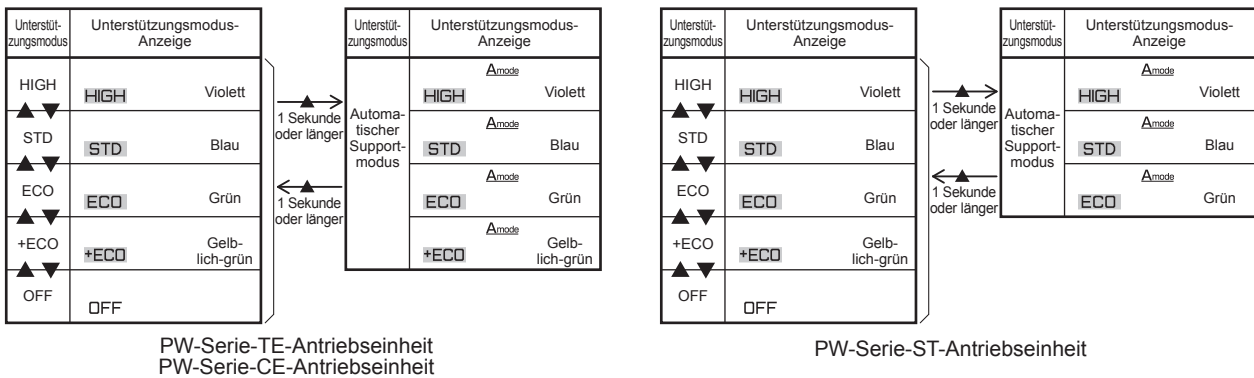 Unterstüt-
zungsmodus
Unterstützungsmodus-
Anzeige
HIGH
HIGH
Violett
STD
STD
Blau
ECO
ECO
Grün
+ECO
+ECO
Gelb-
lich-grün
OFF
OFF
1 Sekunde
oder länger
1 Sekunde
oder länger
Unterstüt-
zungsmodus
Unterstützungsmodus-
Anzeige
Automa-
tischer
Support-
modus
Amode
HIGH
Violett
Amode
STD
Blau
Amode
ECO
Grün
Amode
+ECO
Gelb-
lich-grün
PW-Serie-TE-Antriebseinheit
PW-Serie-CE-Antriebseinheit
Unterstüt-
zungsmodus
Unterstützungsmodus-
Anzeige
HIGH
HIGH
Violett
STD
STD
Blau
ECO
ECO
Grün
+ECO
+ECO
Gelb-
lich-grün
OFF
OFF
1 Sekunde
oder länger
1 Sekunde
oder länger
Unterstüt-
zungsmodus
Unterstützungsmodus-
Anzeige
Automa-
tischer
Support-
modus
Amode
HIGH
Violett
Amode
STD
Blau
Amode
ECO
Grün
PW-Serie-ST-Antriebseinheit